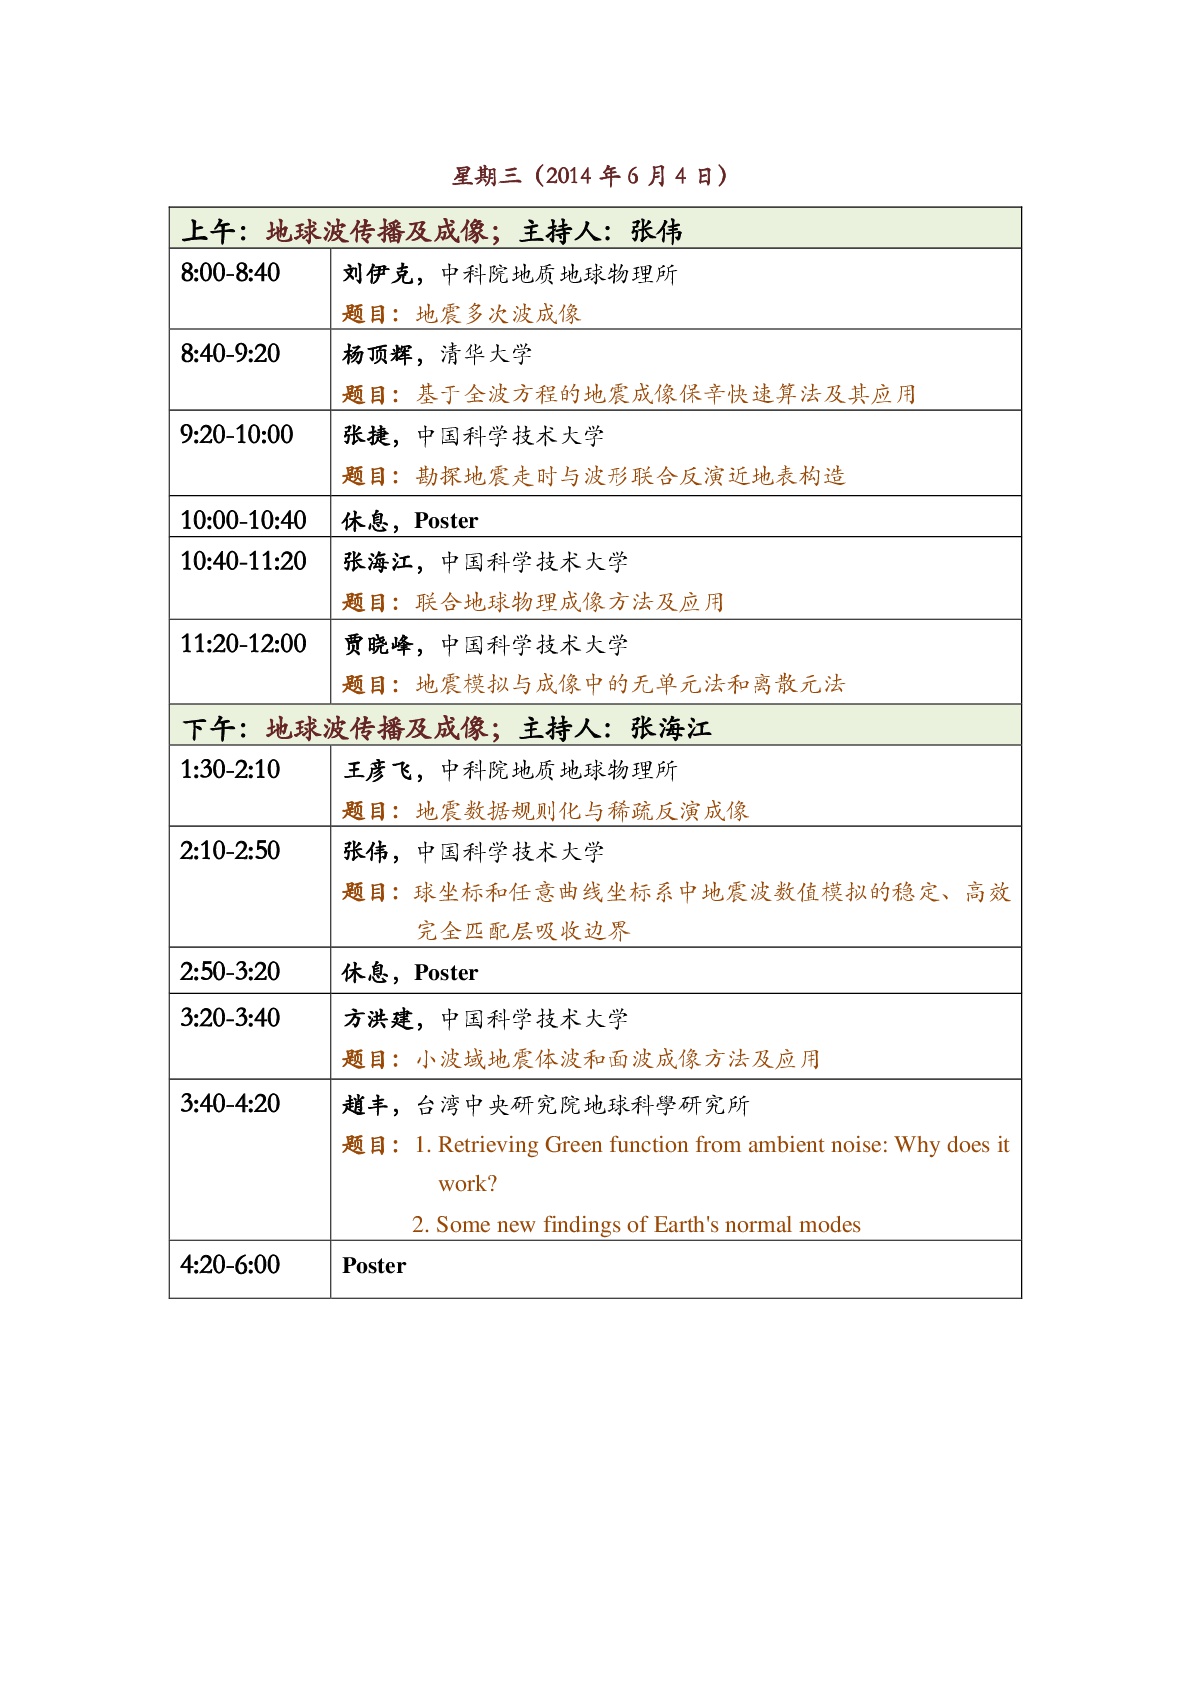 星期三（2014 年 6 月 4 日）
上午：地球波传播及成像；主持人：张伟
8:00-8:40 刘伊克，中科院地质地球物理所
题目：地震多次波成像
8:40-9:20 杨顶辉，清华大学
题目：基于全波方程的地震成像保辛快速算法及其应用
9:20-10:00 张捷，中国科学技术大学
题目：勘探地震走时与波形联合反演近地表构造
10:00-10:40 休息，Poster
10:40-11:20 张海江，中国科学技术大学
题目：联合地球物理成像方法及应用
11:20-12:00 贾晓峰，中国科学技术大学
题目：地震模拟与成像中的无单元法和离散元法
下午：地球波传播及成像；主持人：张海江
1:30-2:10 王彦飞，中科院地质地球物理所
题目：地震数据规则化与稀疏反演成像
2:10-2:50 张伟，中国科学技术大学
题目：球坐标和任意曲线坐标系中地震波数值模拟的稳定、高效
完全匹配层吸收边界
2:50-3:20 休息，Poster
3:20-3:40 方洪建，中国科学技术大学
题目：小波域地震体波和面波成像方法及应用
3:40-4:20 趙丰，台湾中央研究院地球科學研究所
题目：1. Retrieving Green function from ambient noise: Why does it
work?
2. Some new findings of Earth's normal modes
4:20-6:00 Poster